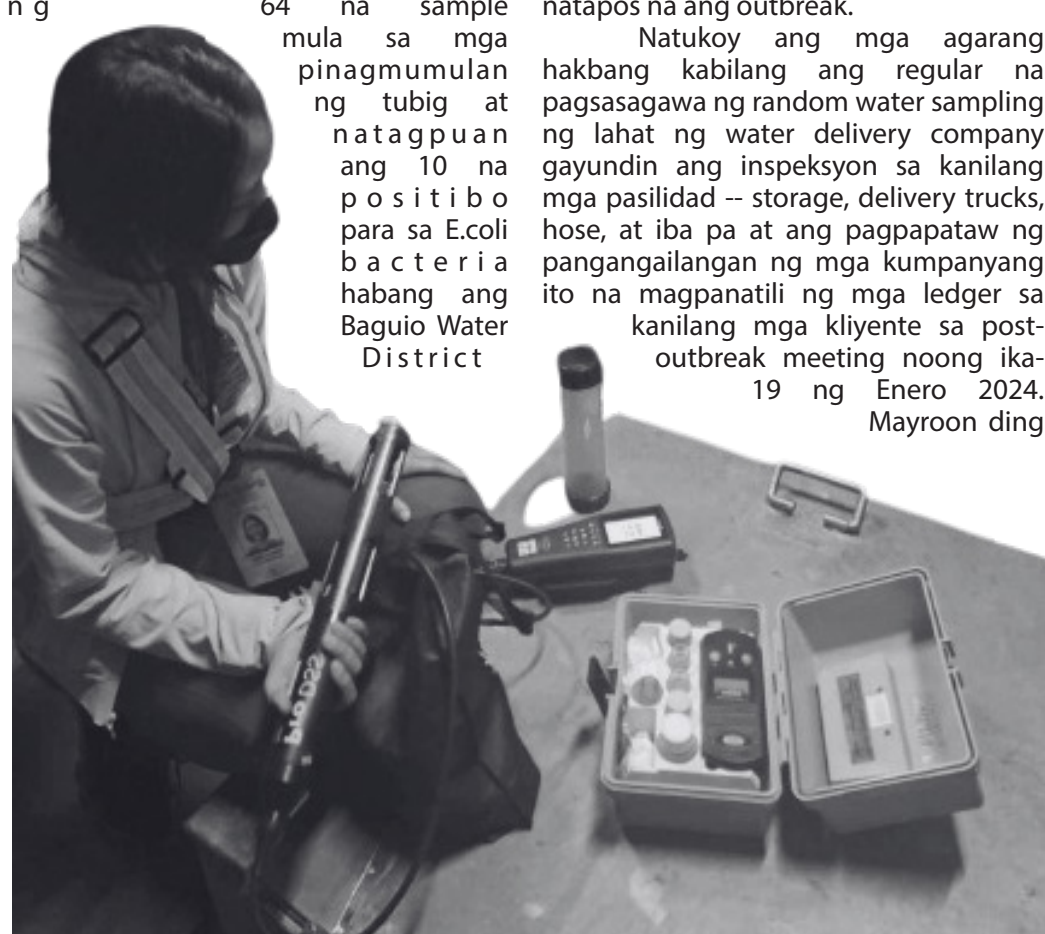 ng
64 na sample
mula sa mga
pinagmumulan
ng tubig at
natagpuan
ang 10 na
positibo
para sa E.coli
bacteria
habang ang
Baguio Water
District
natapos na ang outbreak.
Natukoy ang mga agarang
hakbang kabilang ang regular na
pagsasagawa ng random water sampling
ng lahat ng water delivery company
gayundin ang inspeksyon sa kanilang
mga pasilidad -- storage, delivery trucks,
hose, at iba pa at ang pagpapataw ng
pangangailangan ng mga kumpanyang
ito na magpanatili ng mga ledger sa
kanilang mga kliyente sa post-
outbreak meeting noong ika-
19 ng Enero 2024.
Mayroon ding